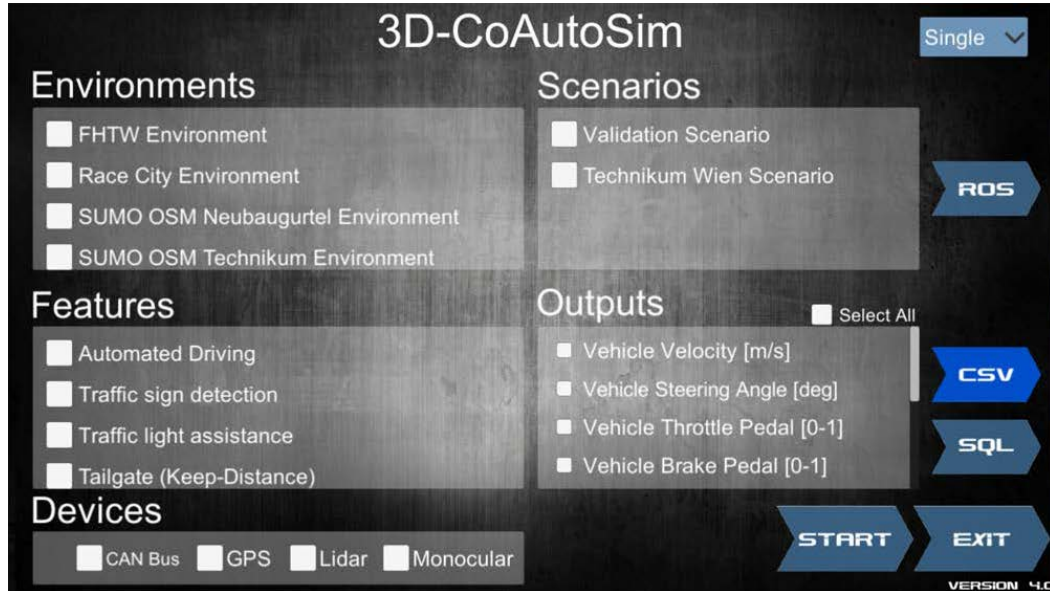 3D-CoAutoSim
Single
Environments
FHTW Environment
Race City Environment
SUMO OSM Neubaugurtel Environment
SUMO OSM Technikum Environment
Scenarios
Validation Scenario
Technikum Wien Scenario
ROS
Features
Automated Driving
Traffic sign detection
Traffic light assistance
Tailgate (Keep-Distance)
Outputs
Select All
Vehicle Velocity [m/s]
Vehicle Steering Angle [deg]
Vehicle Throttle Pedal [0-1]
Vehicle Brake Pedal [0-1]
CSV
SQL
Devices
CAN Bus GPS Lidar Monocular
START EXIT
VERSION 4.0